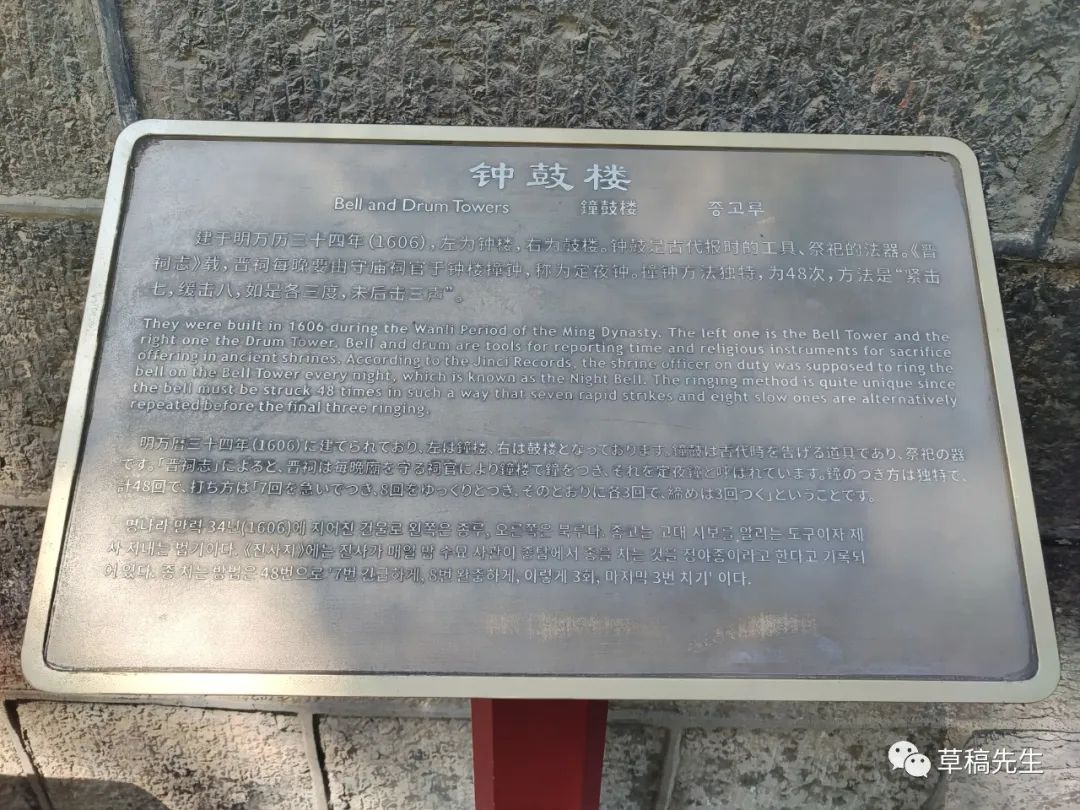 钟鼓楼
Bell and Drum Towers 鐘鼓楼 종고루
建于明万历三十四年(1606),左为钟楼,右为鼓楼。钟鼓是古代报时的工具、祭祀的法器。《晋
祠志》载,晋祠每晚要由守庙祠官于钟楼撞钟,称为定夜钟。撞钟方法独特,为48次,方法是“紧击
七,缓击八,如是各三度,末后击三声”。
They were built in 1606 during the Wanli Period of the Ming Dynasty. The left one is the Bell Tower and the
right one the Drum Tower. Bell and drum are tools for reporting time and religious instruments for sacrifice
offering in ancient shrines. According to the Jinci Records, the shrine officer on duty was supposed to ring the
bell on the Bell Tower every night, which is known as the Night Bell. The ringing method is quite unique since
the bell must be struck 48 times in such a way that seven rapid strikes and eight slow ones are alternatively
repeated before the final three ringing.
明万暦三十四年(1606)に建てられており、左は鐘楼、右は鼓楼となっております。鐘鼓は古代時を告げる道具であり、祭祀の器
です。「晋祠志」によると、晋祠は毎晩廟を守る祠官により鐘楼で鐘をつき、それを定夜鐘と呼ばれています。鐘のつき方は独特で、
計48回で、打ち方は「7回を急いでつき、8回をゆっくりとつき、そのとおりに各3回で、締めは3回つく」ということです。
명나라 만력 34년(1606)에 지어진 건물로 왼쪽은 종루, 오른쪽은 북루다. 종고는 고대 시보를 알리는 도구이자 제
사 지내는 법기이다. 《진사지》에는 진사가 매일 밤 수묘 사관이 종탑에서 종을 치는 것을 정야종이라고 한다고 기록되
어 있다. 종 치는 방법은 48번으로 '7번 긴급하게, 8번 완중하게, 이렇게 3회, 마지막 3번 치기' 이다.
草稿先生